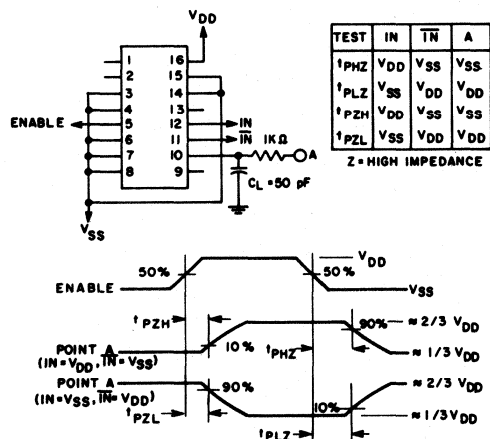 VDD
1 16
2 15
3 14
4 13
ENABLE 5 12 IN
6 11 I̅N̅
7 10 1KΩ A
8 9
CL = 50 pF
VSS
TEST IN I̅N̅ A
tPHZ VDD VSS VSS
tPLZ VSS VDD VDD
tPZH VDD VSS VSS
tPZL VSS VDD VDD
Z = HIGH IMPEDANCE
VDD
50% 50%
ENABLE VSS
tPZH 90% ≈ 2/3 VDD
POINT A 10% tPHZ ≈ 1/3 VDD
(IN=VDD, I̅N̅=VSS)
POINT A 90% ≈ 2/3 VDD
(IN=VSS, I̅N̅=VDD)
10% ≈ 1/3 VDD
tPZL tPLZ